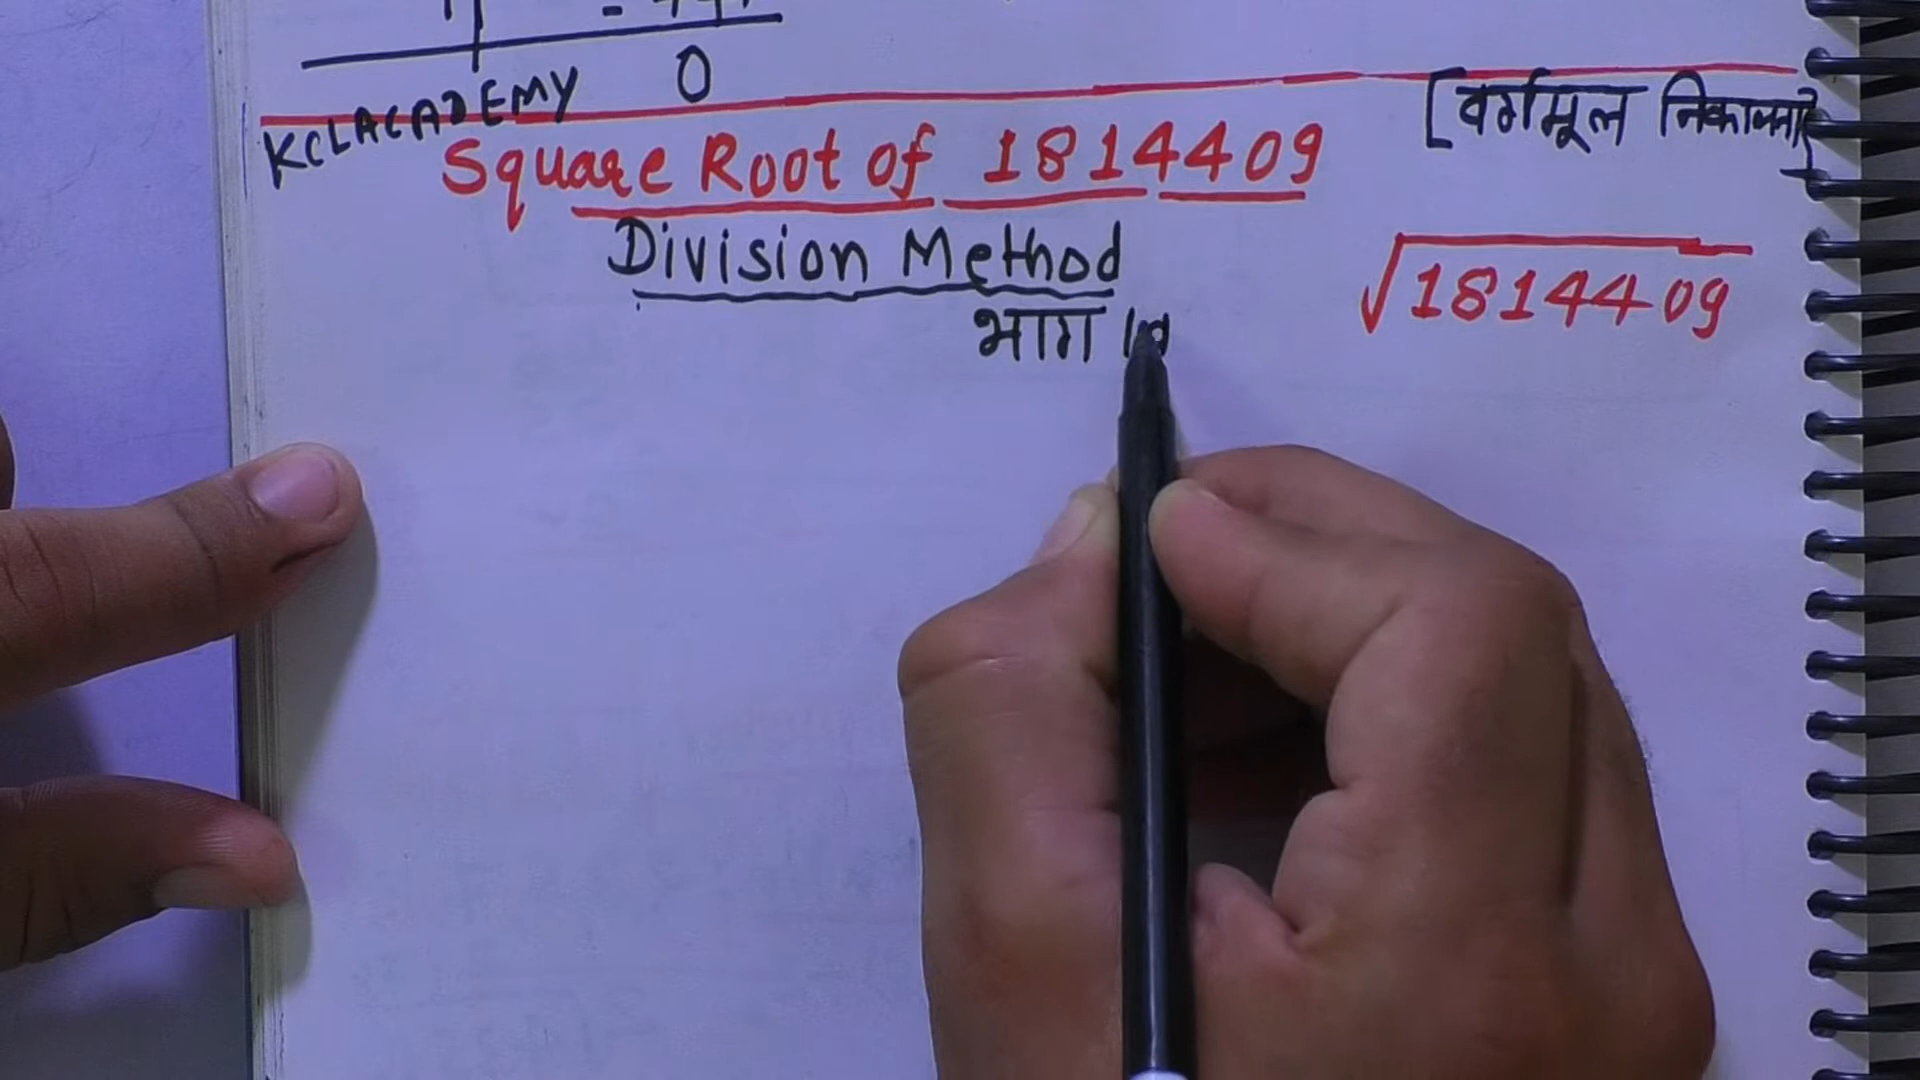 0
KCLACADEMY
Square Root of 1814409
[वर्गमूल निकालना]
Division Method
√1814409
भाग